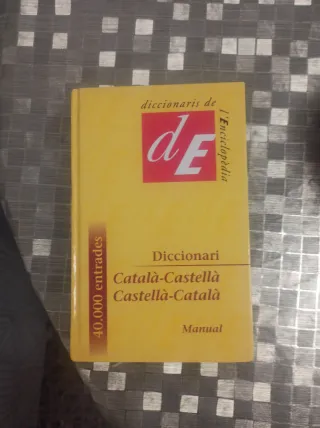 diccionaris de
l'Enciclopèdia
dE
40.000 entrades
Diccionari
Català-Castellà
Castellà-Català
Manual